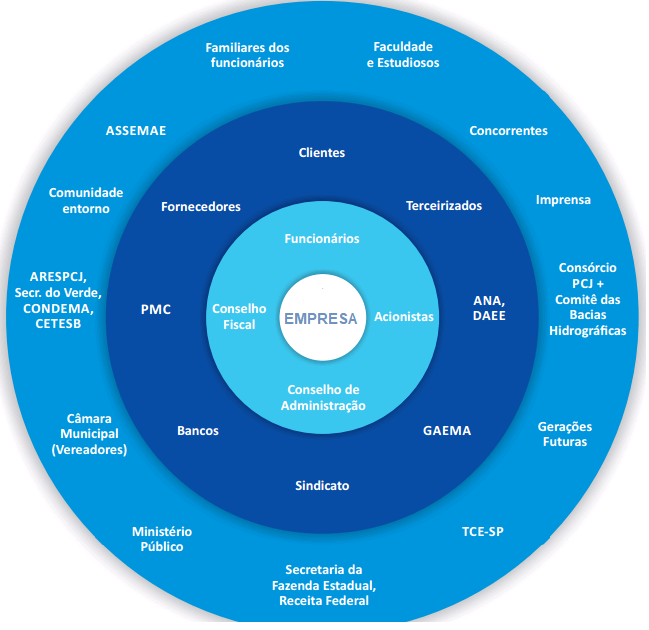 Familiares dos
funcionários
Faculdade
e Estudiosos
ASSEMAE
Concorrentes
Clientes
Comunidade
entorno
Fornecedores
Terceirizados
Imprensa
Funcionários
ARESPCJ,
Secr. do Verde,
CONDEMA,
CETESB
PMC
Conselho
Fiscal
EMPRESA
Acionistas
ANA,
DAEE
Consórcio
PCJ +
Comitê das
Bacias
Hidrográficas
Conselho de
Administração
Câmara
Municipal
(Vereadores)
Bancos
GAEMA
Gerações
Futuras
Sindicato
Ministério
Público
TCE-SP
Secretaria da
Fazenda Estadual,
Receita Federal